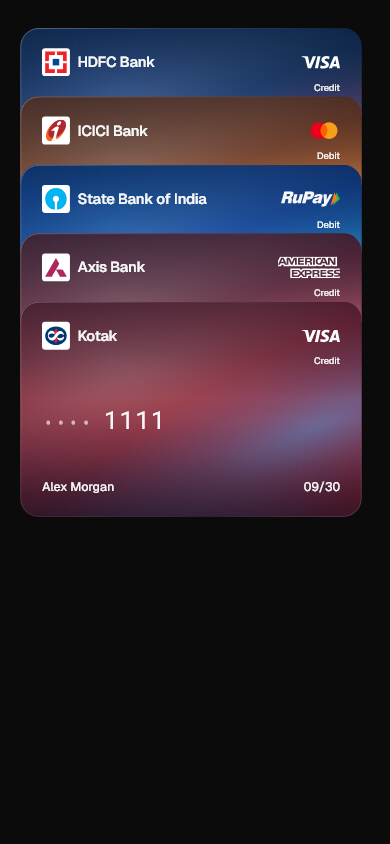 HDFC Bank
VISA
Credit
ICICI Bank
Debit
State Bank of India
RuPay
Debit
Axis Bank
AMERICAN
EXPRESS
Credit
Kotak
VISA
Credit
.... 1111
Alex Morgan
09/30